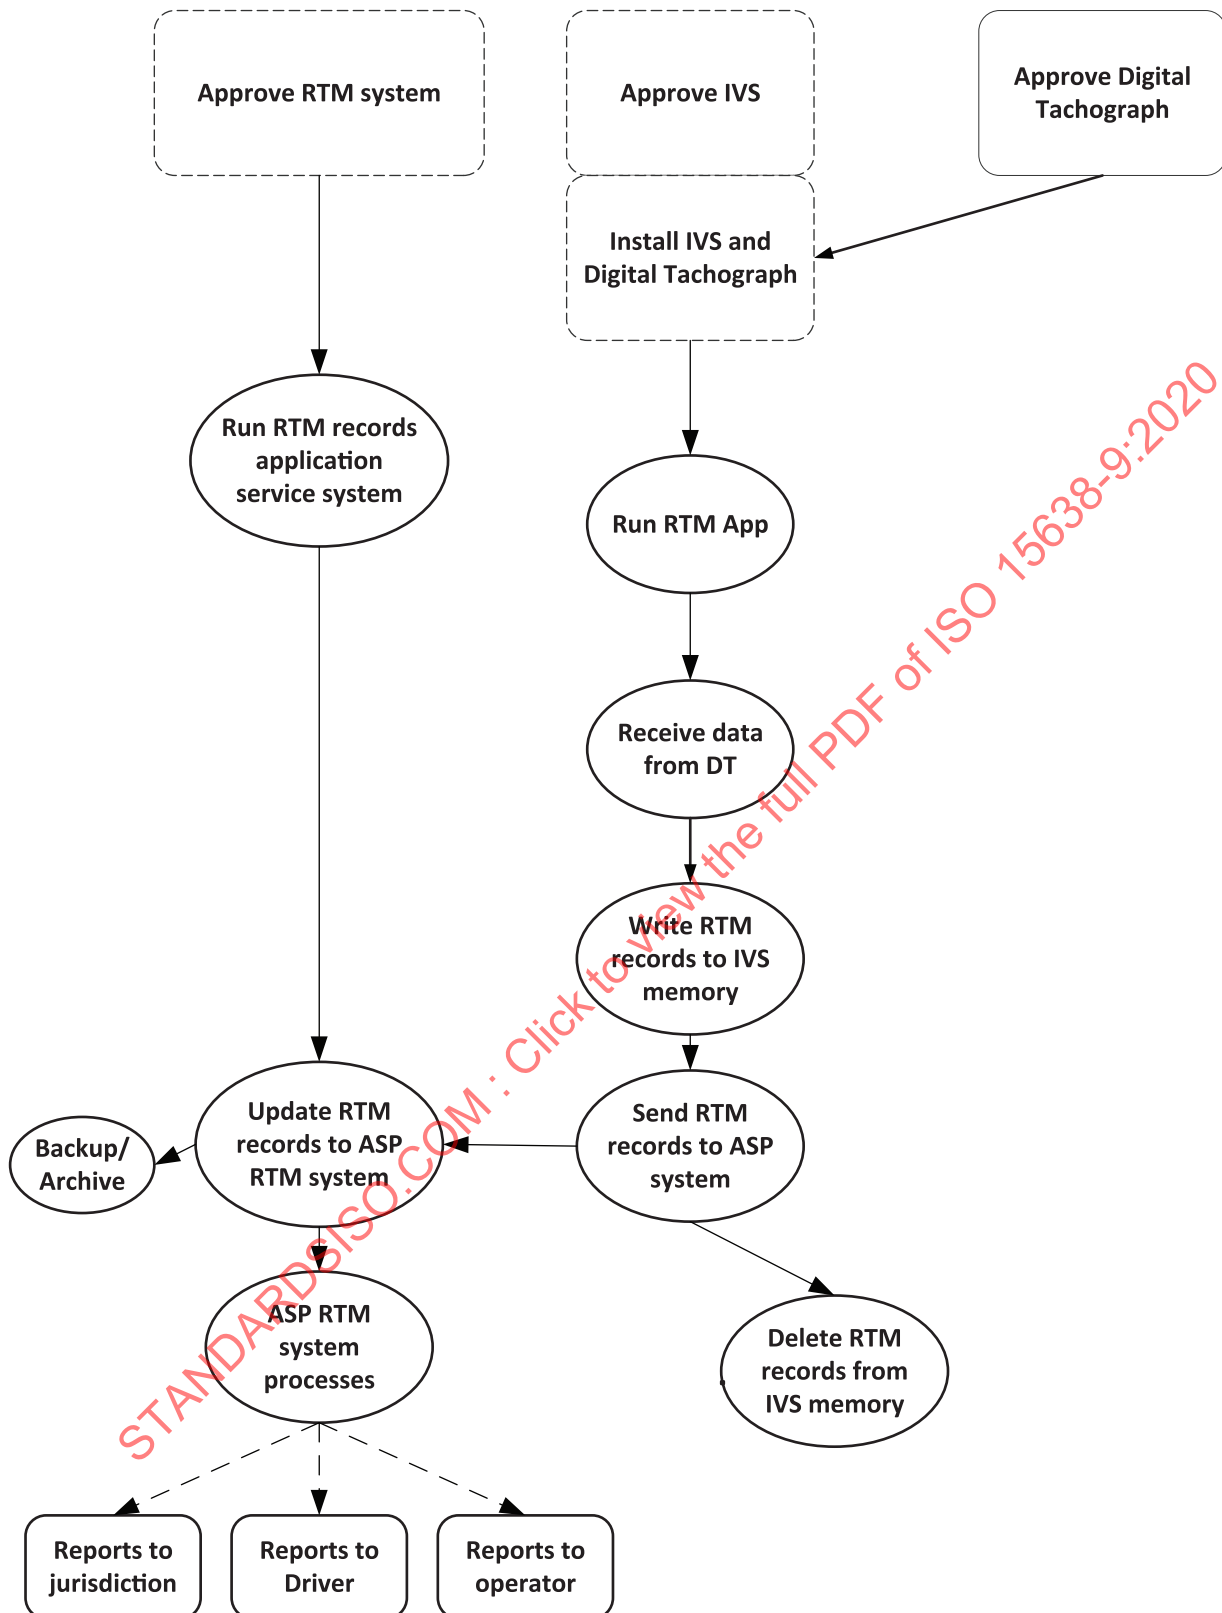 Approve RTM system
Approve IVS
Approve Digital
Tachograph
Install IVS and
Digital Tachograph
Run RTM records
application
service system
Run RTM App
Receive data
from DT
Write RTM
records to IVS
memory
Update RTM
records to ASP
RTM system
Send RTM
records to ASP
system
Backup/
Archive
ASP RTM
system
processes
Delete RTM
records from
IVS memory
Reports to
jurisdiction
Reports to
Driver
Reports to
operator
STANDARDSISO.COM : Click to view the full PDF of ISO 15638-9:2020